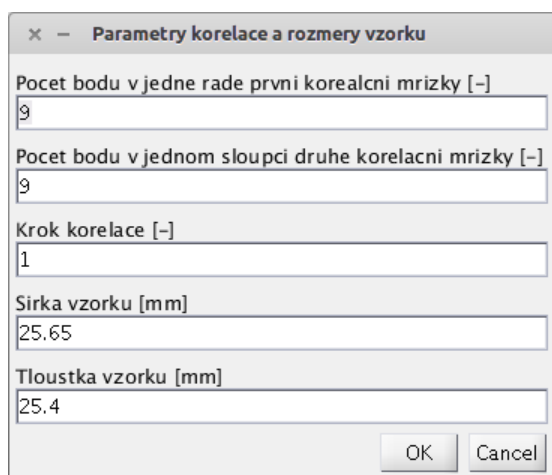 Parametry korelace a rozmery vzorku
Pocet bodu v jedne rade prvni korealcni mrizky [-]
9
Pocet bodu v jednom sloupci druhe korelacni mrizky [-]
9
Krok korelace [-]
1
Sirka vzorku [mm]
25.65
Tloustka vzorku [mm]
25.4
OK Cancel